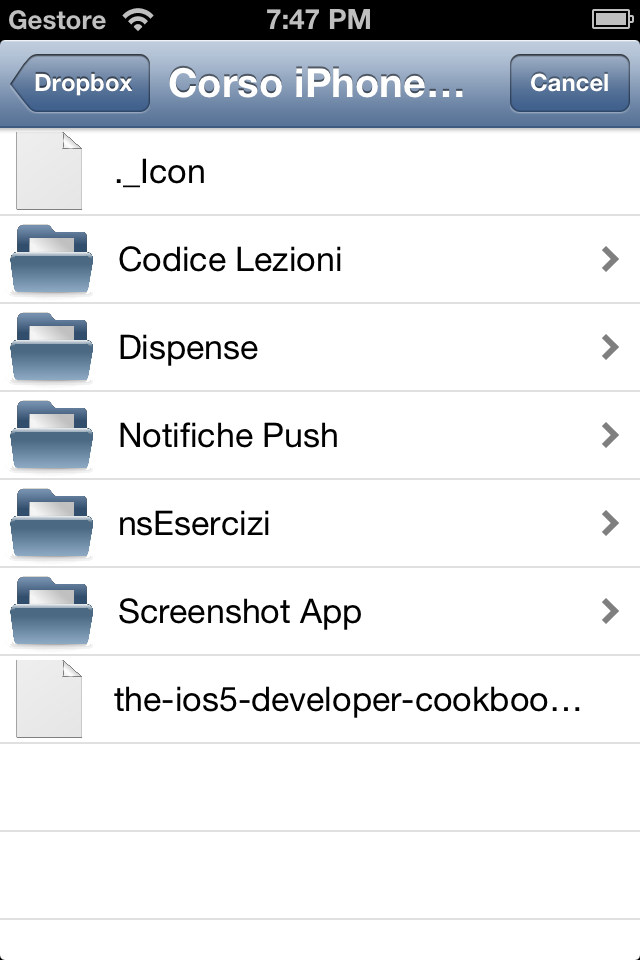 Gestore 7:47 PM
Dropbox Corso iPhone... Cancel
._Icon
Codice Lezioni
Dispense
Notifiche Push
nsEsercizi
Screenshot App
the-ios5-developer-cookboo...